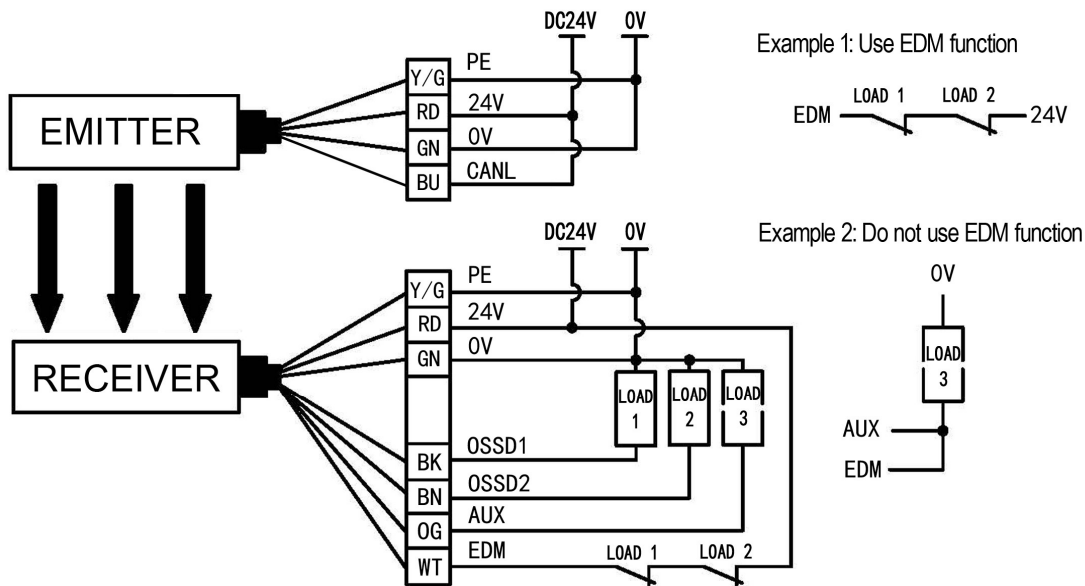 DC24V 0V
Example 1: Use EDM function
EMITTER
Y/G PE
RD 24V
GN 0V
BU CANL
EDM LOAD 1 LOAD 2 24V
DC24V 0V
Example 2: Do not use EDM function
RECEIVER
Y/G PE
RD 24V
GN 0V
LOAD 1
LOAD 2
LOAD 3
BK OSSD1
BN OSSD2
OG AUX
WT EDM LOAD 1 LOAD 2
0V
LOAD
3
AUX
EDM